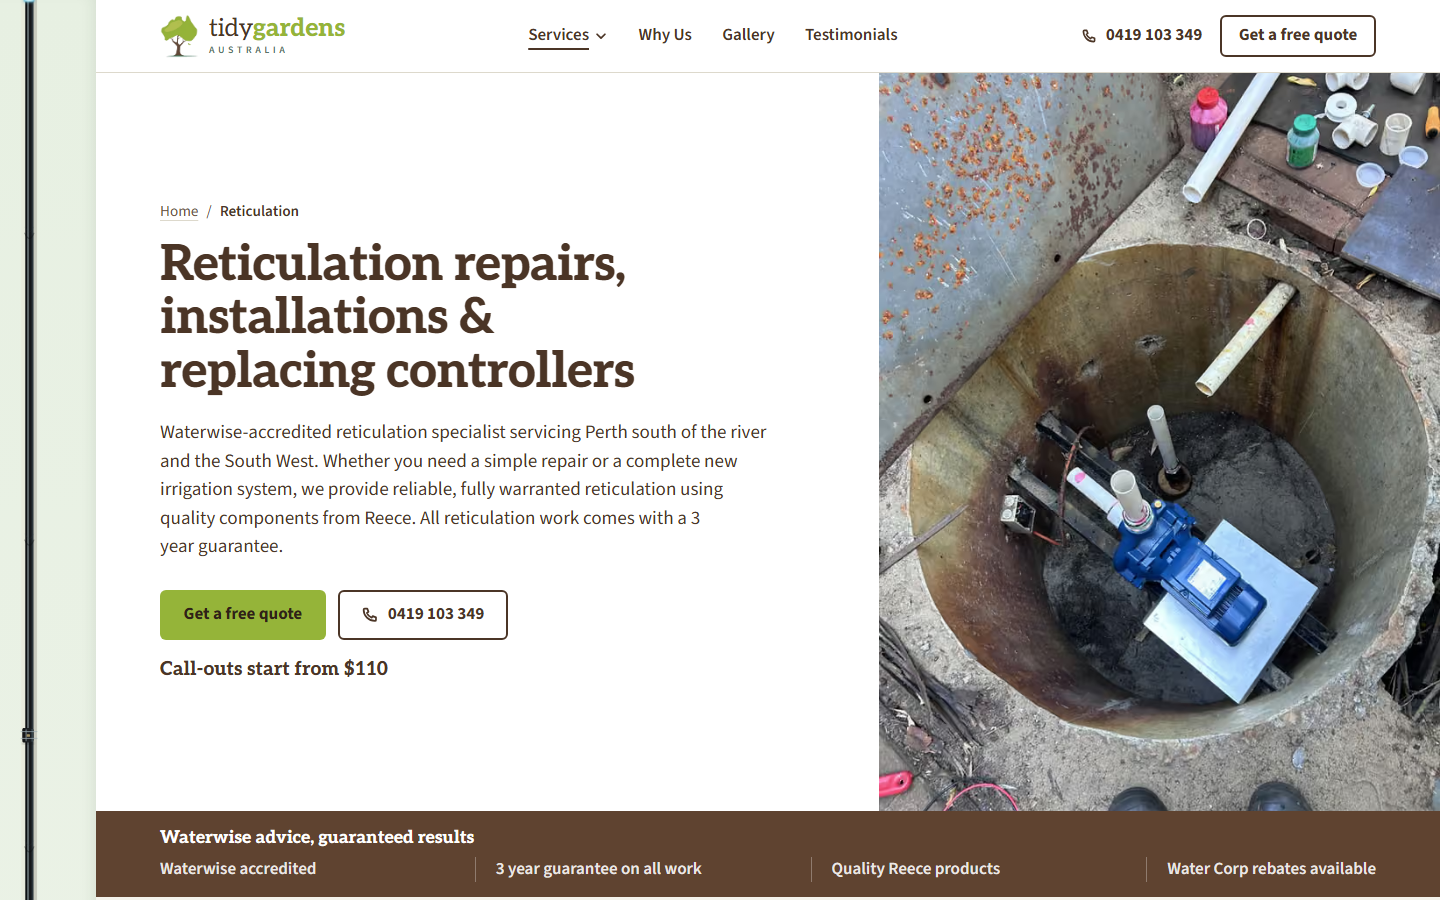 tidygardens
AUSTRALIA
Services
Why Us
Gallery
Testimonials
0419 103 349
Get a free quote
Home / Reticulation
Reticulation repairs,
installations &
replacing controllers
Waterwise-accredited reticulation specialist servicing Perth south of the river
and the South West. Whether you need a simple repair or a complete new
irrigation system, we provide reliable, fully warranted reticulation using
quality components from Reece. All reticulation work comes with a 3
year guarantee.
Get a free quote
0419 103 349
Call-outs start from $110
Waterwise advice, guaranteed results
Waterwise accredited
3 year guarantee on all work
Quality Reece products
Water Corp rebates available